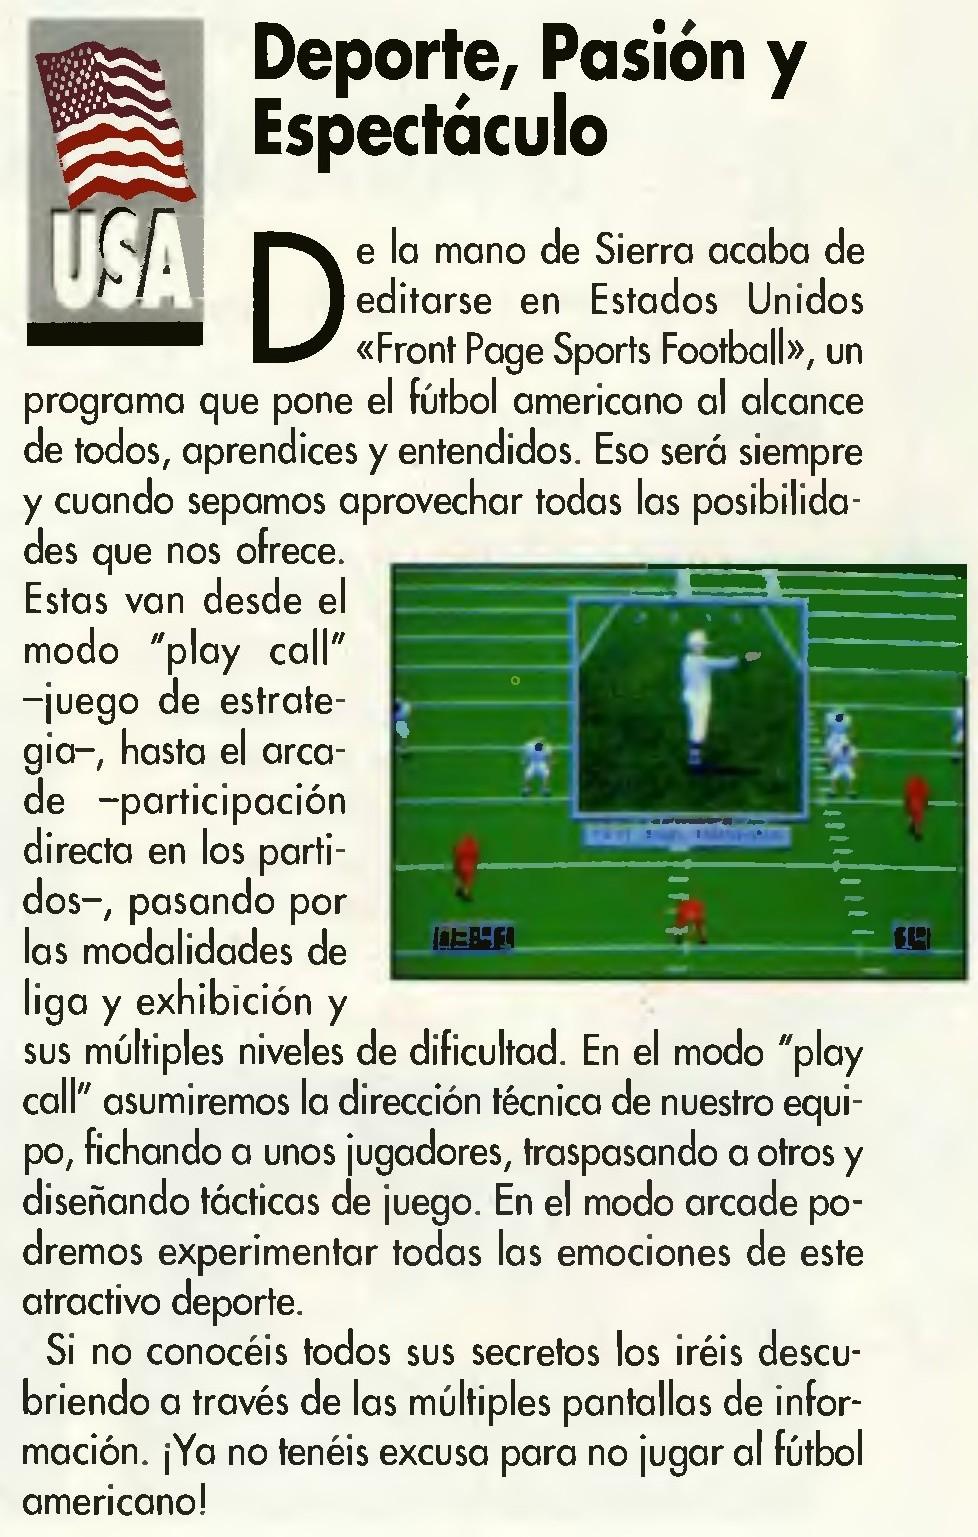 USA
Deporte, Pasión y
Espectáculo
De la mano de Sierra acaba de
editarse en Estados Unidos
«Front Page Sports Football», un
programa que pone el fútbol americano al alcance
de todos, aprendices y entendidos. Eso será siempre
y cuando sepamos aprovechar todas las posibilida-
des que nos ofrece.
Estas van desde el
modo "play call"
–juego de estrate-
gia–, hasta el arca-
de –participación
directa en los parti-
dos–, pasando por
las modalidades de
liga y exhibición y
sus múltiples niveles de dificultad. En el modo "play
call" asumiremos la dirección técnica de nuestro equi-
po, fichando a unos jugadores, traspasando a otros y
diseñando tácticas de juego. En el modo arcade po-
dremos experimentar todas las emociones de este
atractivo deporte.
Si no conocéis todos sus secretos los iréis descu-
briendo a través de las múltiples pantallas de infor-
mación. ¡Ya no tenéis excusa para no jugar al fútbol
americano!